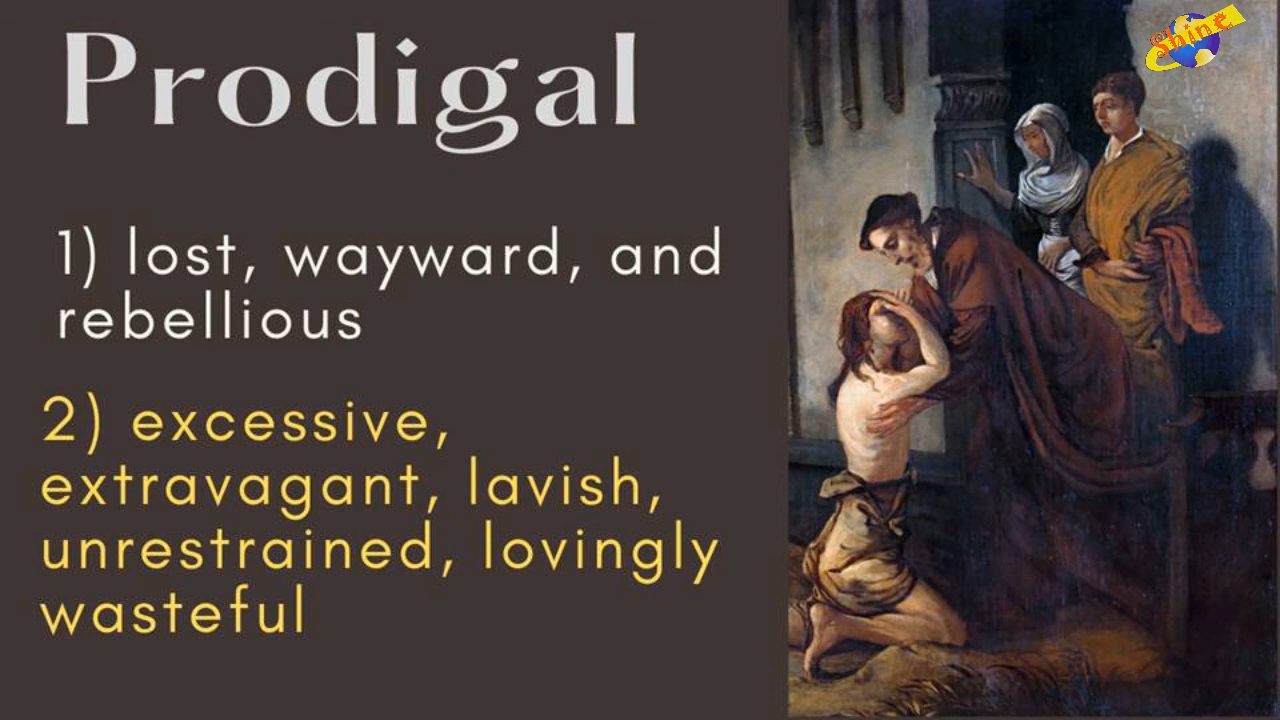 Prodigal
Shine
1) lost, wayward, and
rebellious
2) excessive,
extravagant, lavish,
unrestrained, lovingly
wasteful